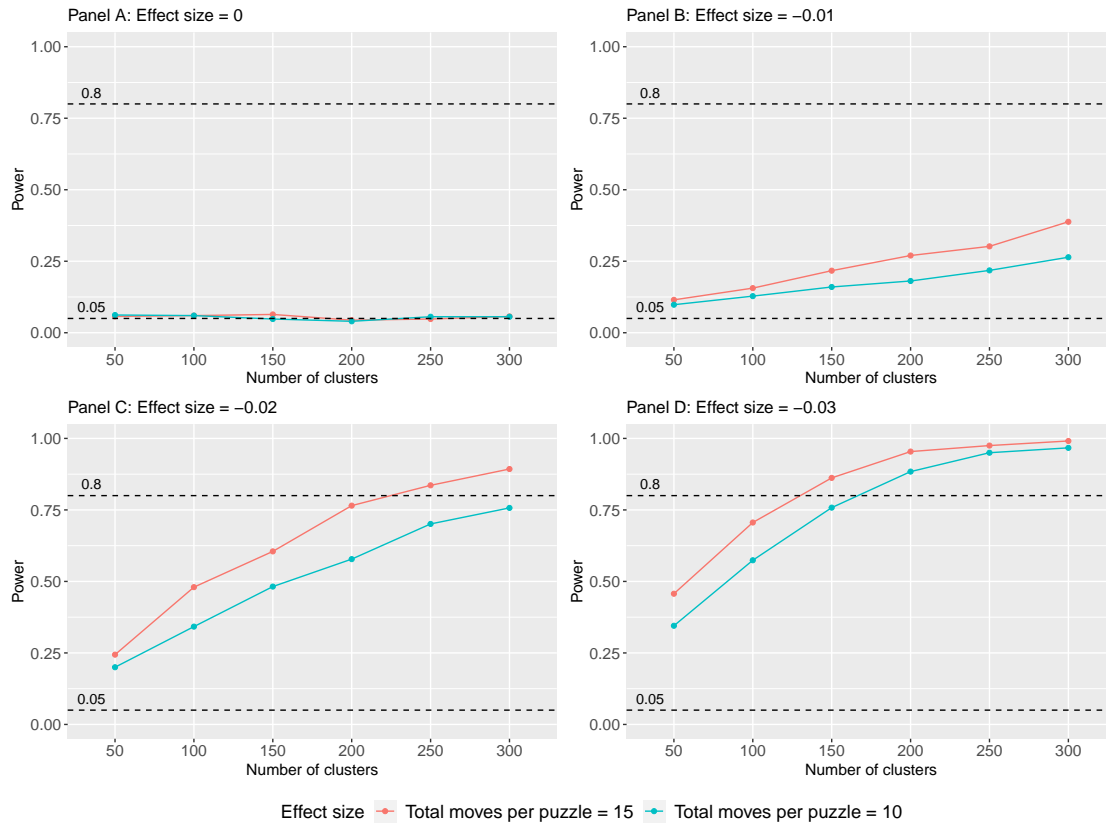 Panel A: Effect size = 0
1.00
0.8
0.75
0.50
0.25
0.05
0.00
Power
50 100 150 200 250 300
Number of clusters
Panel B: Effect size = −0.01
1.00
0.8
0.75
0.50
0.25
0.05
0.00
Power
50 100 150 200 250 300
Number of clusters
Panel C: Effect size = −0.02
1.00
0.8
0.75
0.50
0.25
0.05
0.00
Power
50 100 150 200 250 300
Number of clusters
Panel D: Effect size = −0.03
1.00
0.8
0.75
0.50
0.25
0.05
0.00
Power
50 100 150 200 250 300
Number of clusters
Effect size Total moves per puzzle = 15 Total moves per puzzle = 10